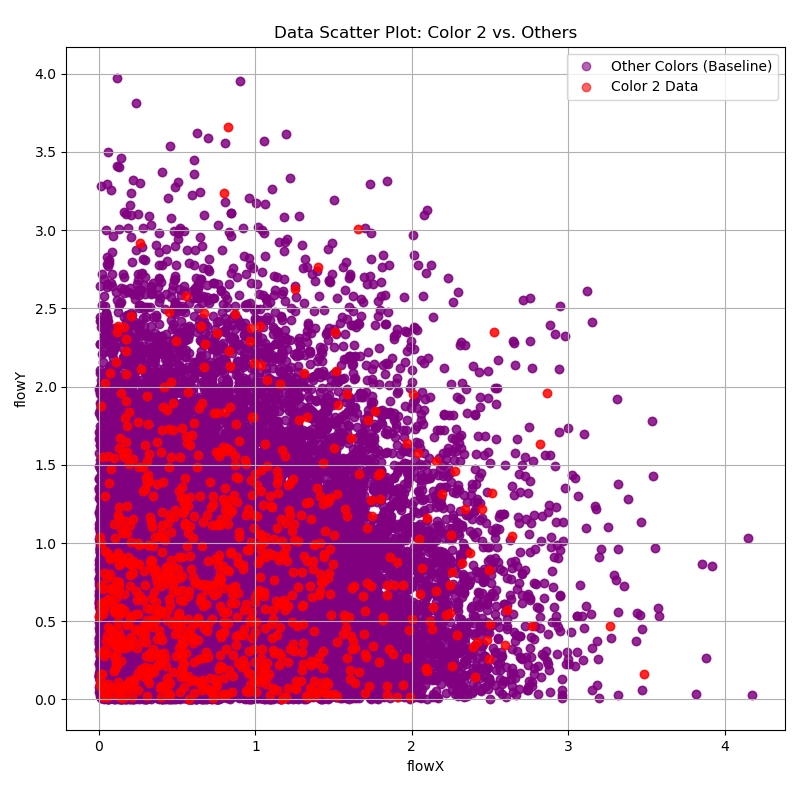 Data Scatter Plot: Color 2 vs. Others
Other Colors (Baseline)
Color 2 Data
4.0
3.5
3.0
2.5
2.0
1.5
1.0
0.5
0.0
flowY
0 1 2 3 4
flowX